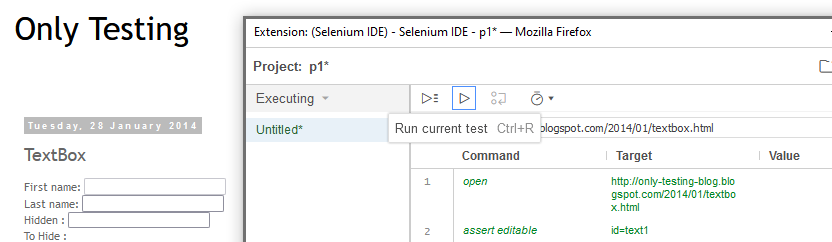 Only Testing
Tuesday, 28 January 2014
TextBox
First name:
Last name:
Hidden :
To Hide :
Extension: (Selenium IDE) - Selenium IDE - p1* — Mozilla Firefox
Project: p1*
Executing
Untitled*
Run current test Ctrl+R
blogspot.com/2014/01/textbox.html
Command Target Value
1 open http://only-testing-blog.blo
gspot.com/2014/01/textbo
x.html
2 assert editable id=text1